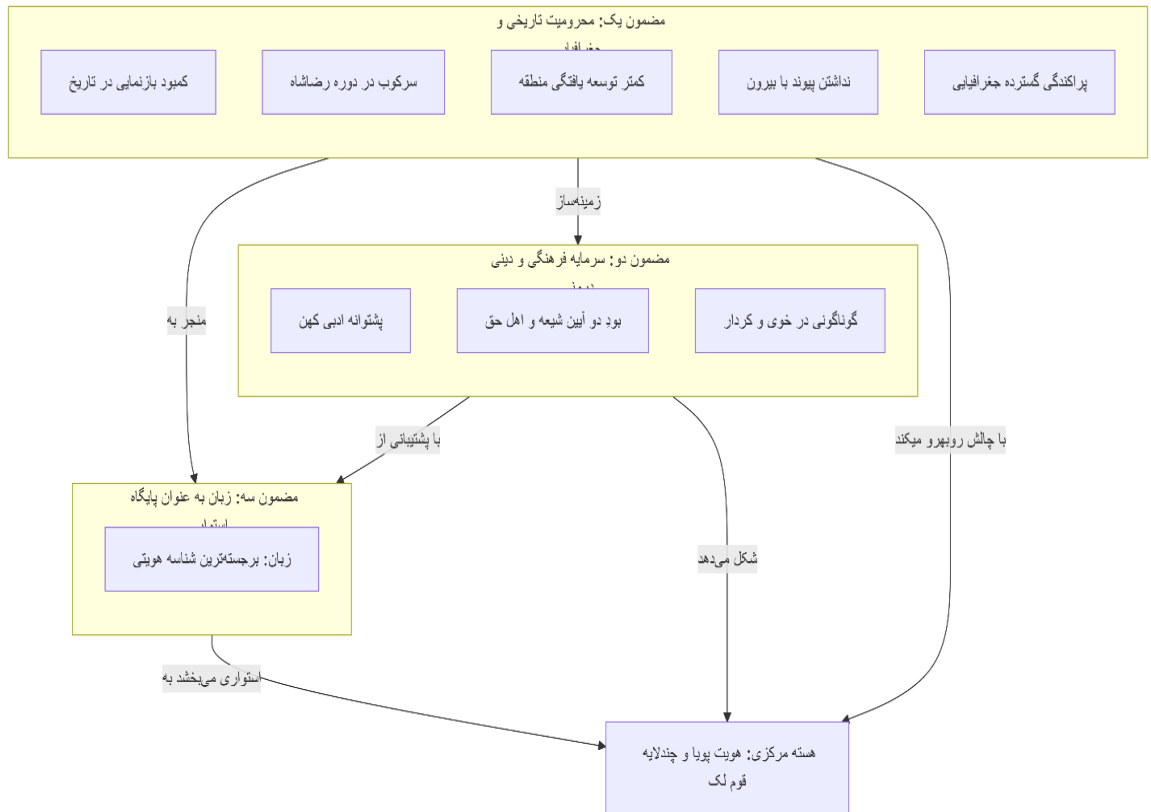 مضمون یک: محرومیت تاریخی و
پراکندگی گسترده جغرافیایی
نداشتن پیوند با بیرون
کمتر توسعه یافتگی منطقه
سرکوب در دوره رضاشاه
کمبود بازنمایی در تاریخ
زمینه‌ساز
مضمون دو: سرمایه فرهنگی و دینی
گوناگونی در خوی و کردار
بودِ دو آیین شیعه و اهل حق
پشتوانه ادبی کهن
منجر به
با چالش روبهرو میکند
با پشتیبانی از
مضمون سه: زبان به عنوان پایگاه
زبان: برجسته‌ترین شناسه هویتی
شکل می‌دهد
استواری می‌بخشد به
هسته مرکزی: هویت پویا و چندلایه
قوم لک